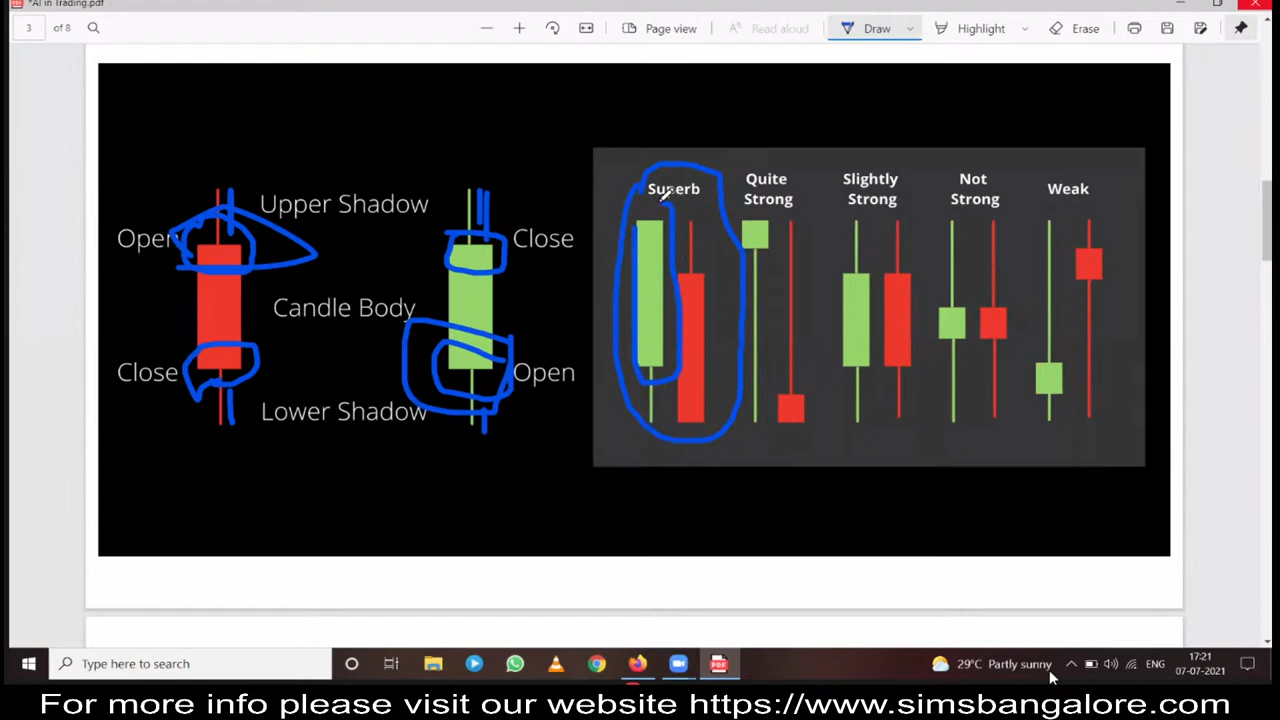 *AI in Trading.pdf
3 of 8 Page view Read aloud Draw Highlight Erase
Upper Shadow
Open
Close
Candle Body
Close
Open
Lower Shadow
Superb
Quite
Strong
Slightly
Strong
Not
Strong
Weak
Type here to search
29°C Partly sunny
ENG
17:21
07-07-2021
For more info please visit our website https://www.simsbangalore.com